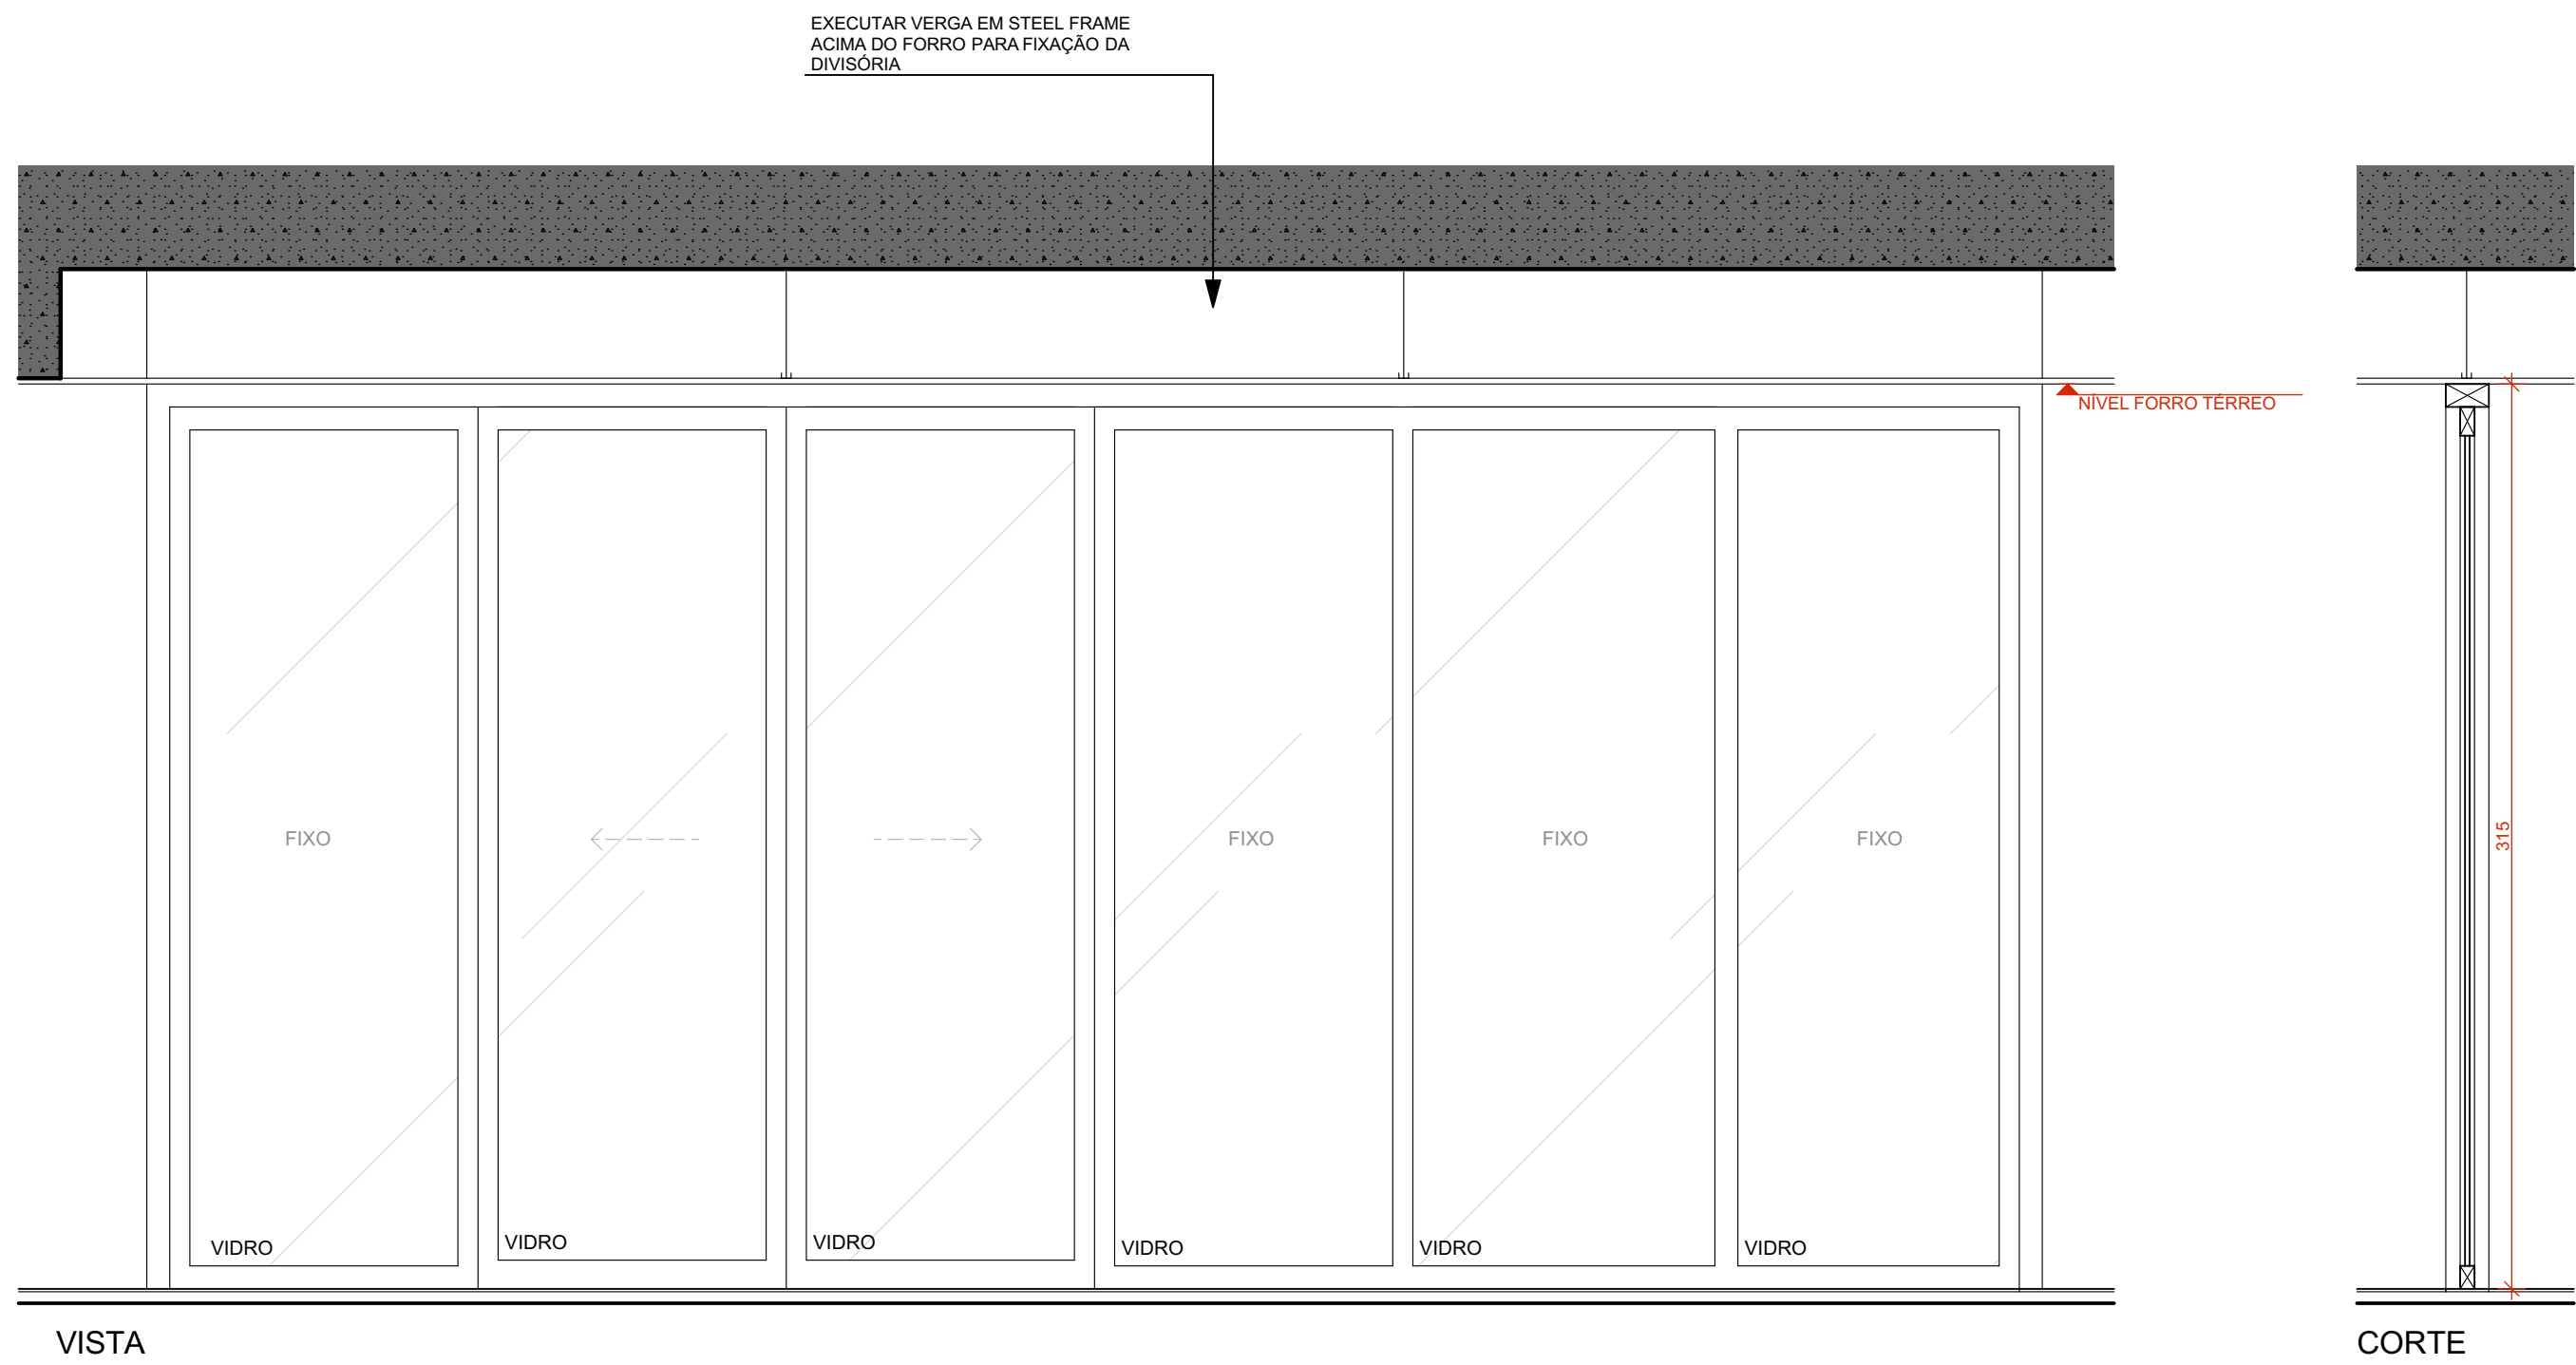 EXECUTAR VERGA EM STEEL FRAME
ACIMA DO FORRO PARA FIXAÇÃO DA
DIVISÓRIA
NÍVEL FORRO TÉRREO
FIXO
FIXO
FIXO
FIXO
315
VIDRO
VIDRO
VIDRO
VIDRO
VIDRO
VIDRO
VISTA
CORTE